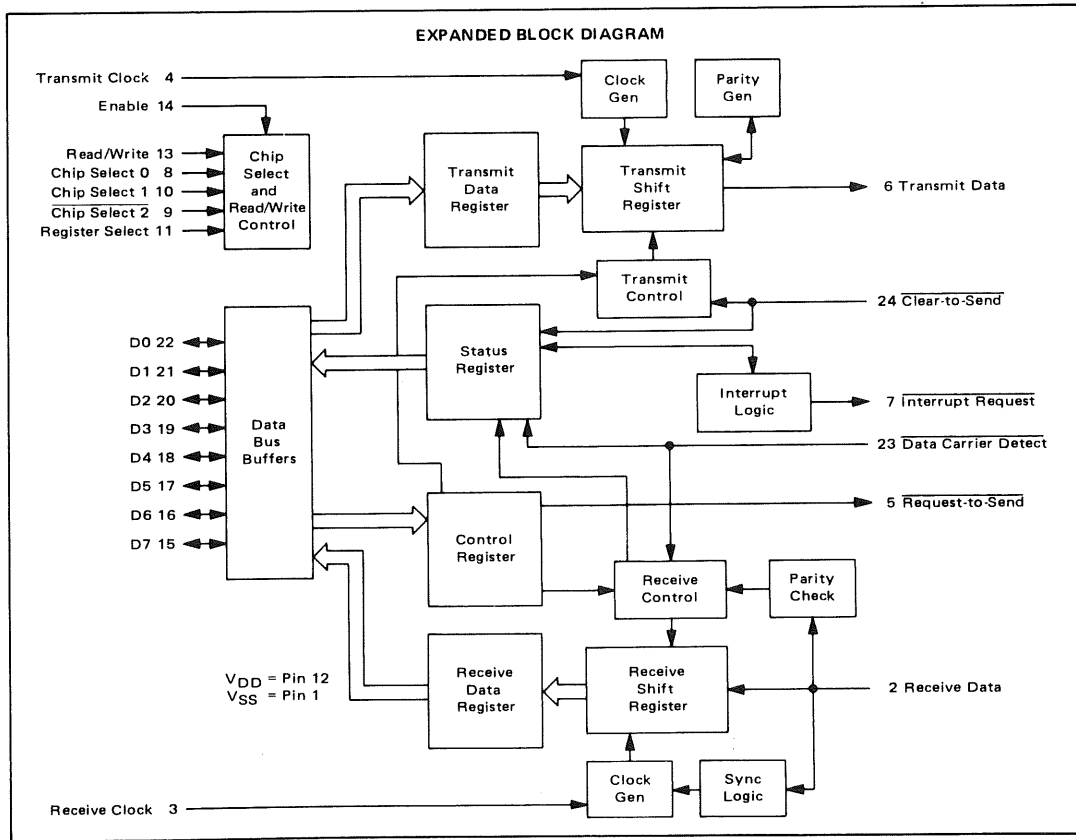 EXPANDED BLOCK DIAGRAM
Transmit Clock 4
Enable 14
Read/Write 13
Chip Select 0 8
Chip Select 1 10
Chip Select 2 9
Register Select 11
Chip
Select
and
Read/Write
Control
Clock
Gen
Parity
Gen
Transmit
Data
Register
Transmit
Shift
Register
6 Transmit Data
Transmit
Control
24 Clear-to-Send
Status
Register
Interrupt
Logic
7 Interrupt Request
23 Data Carrier Detect
D0 22
D1 21
D2 20
D3 19
D4 18
D5 17
D6 16
D7 15
Data
Bus
Buffers
Control
Register
5 Request-to-Send
Receive
Control
Parity
Check
VDD = Pin 12
VSS = Pin 1
Receive
Data
Register
Receive
Shift
Register
2 Receive Data
Clock
Gen
Sync
Logic
Receive Clock 3